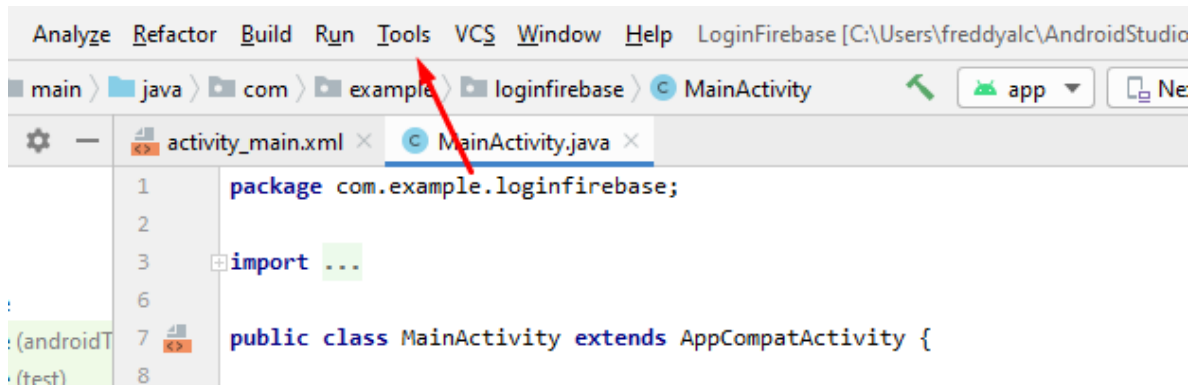 Analyze Refactor Build Run Tools VCS Window Help LoginFirebase [C:\Users\freddyalc\AndroidStudio
main java com example loginfirebase MainActivity app Ne
activity_main.xml MainActivity.java
1 package com.example.loginfirebase;
2
3 import ...
6
(androidT 7 public class MainActivity extends AppCompatActivity {
(test) 8